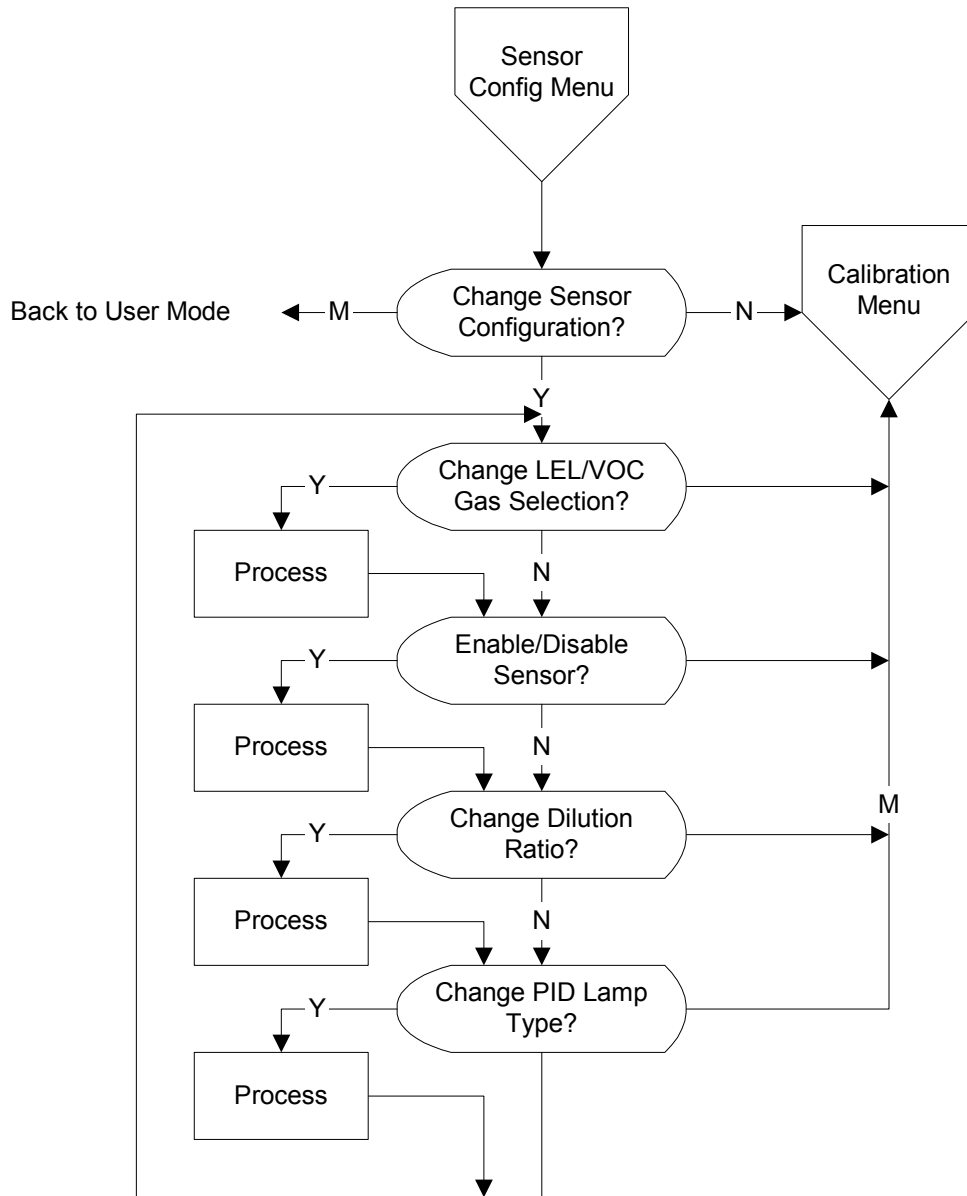 Sensor
Config Menu
Calibration
Menu
Change Sensor
Configuration?
Back to User Mode
M
N
Y
Change LEL/VOC
Gas Selection?
Y
Process
N
Enable/Disable
Sensor?
Y
Process
N
Change Dilution
Ratio?
M
Y
Process
N
Change PID Lamp
Type?
Y
Process